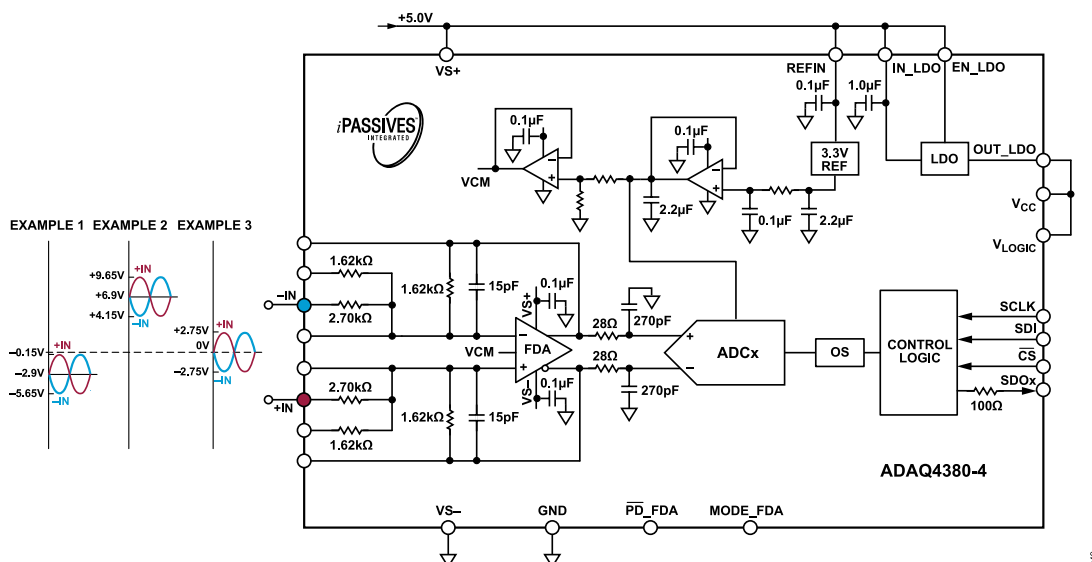 +5.0V
VS+
REFIN
IN_LDO
EN_LDO
iPASSIVES
INTEGRATED
0.1µF
0.1µF
0.1µF
1.0µF
3.3V
REF
LDO
OUT_LDO
VCM
2.2µF
0.1µF
2.2µF
VCC
VLOGIC
EXAMPLE 1
EXAMPLE 2
EXAMPLE 3
+9.65V
+IN
+6.9V
+4.15V
–IN
–0.15V
+IN
–2.9V
–5.65V
–IN
+2.75V
+IN
0V
–2.75V
–IN
–IN
1.62kΩ
2.70kΩ
1.62kΩ
15pF
VS+
0.1µF
28Ω
270pF
VCM
–
+
FDA
28Ω
270pF
+
–
ADCx
OS
CONTROL
LOGIC
SCLK
SDI
CS
SDOx
100Ω
+IN
2.70kΩ
1.62kΩ
1.62kΩ
15pF
VS–
0.1µF
ADAQ4380-4
VS–
GND
PD_FDA
MODE_FDA